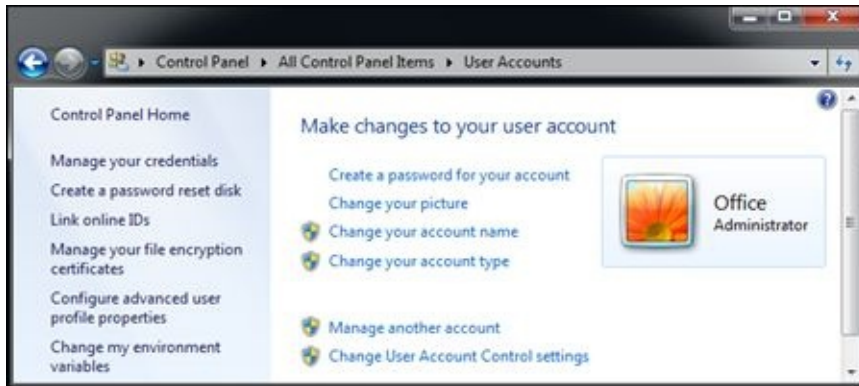 Control Panel
All Control Panel Items
User Accounts
Control Panel Home
Manage your credentials
Create a password reset disk
Link online IDs
Manage your file encryption
certificates
Configure advanced user
profile properties
Change my environment
variables
Make changes to your user account
Create a password for your account
Change your picture
Change your account name
Change your account type
Manage another account
Change User Account Control settings
Office
Administrator